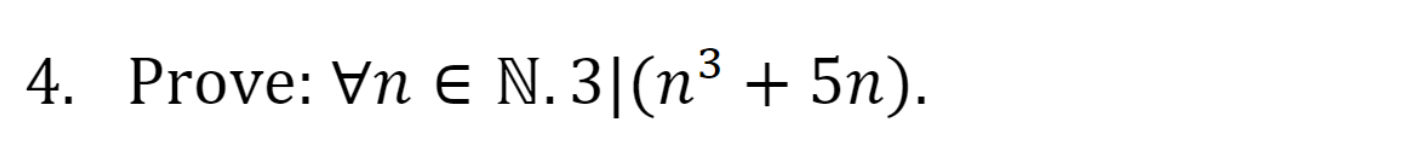 4. Prove: ∀n ∈ ℕ. 3|(n³ + 5n).